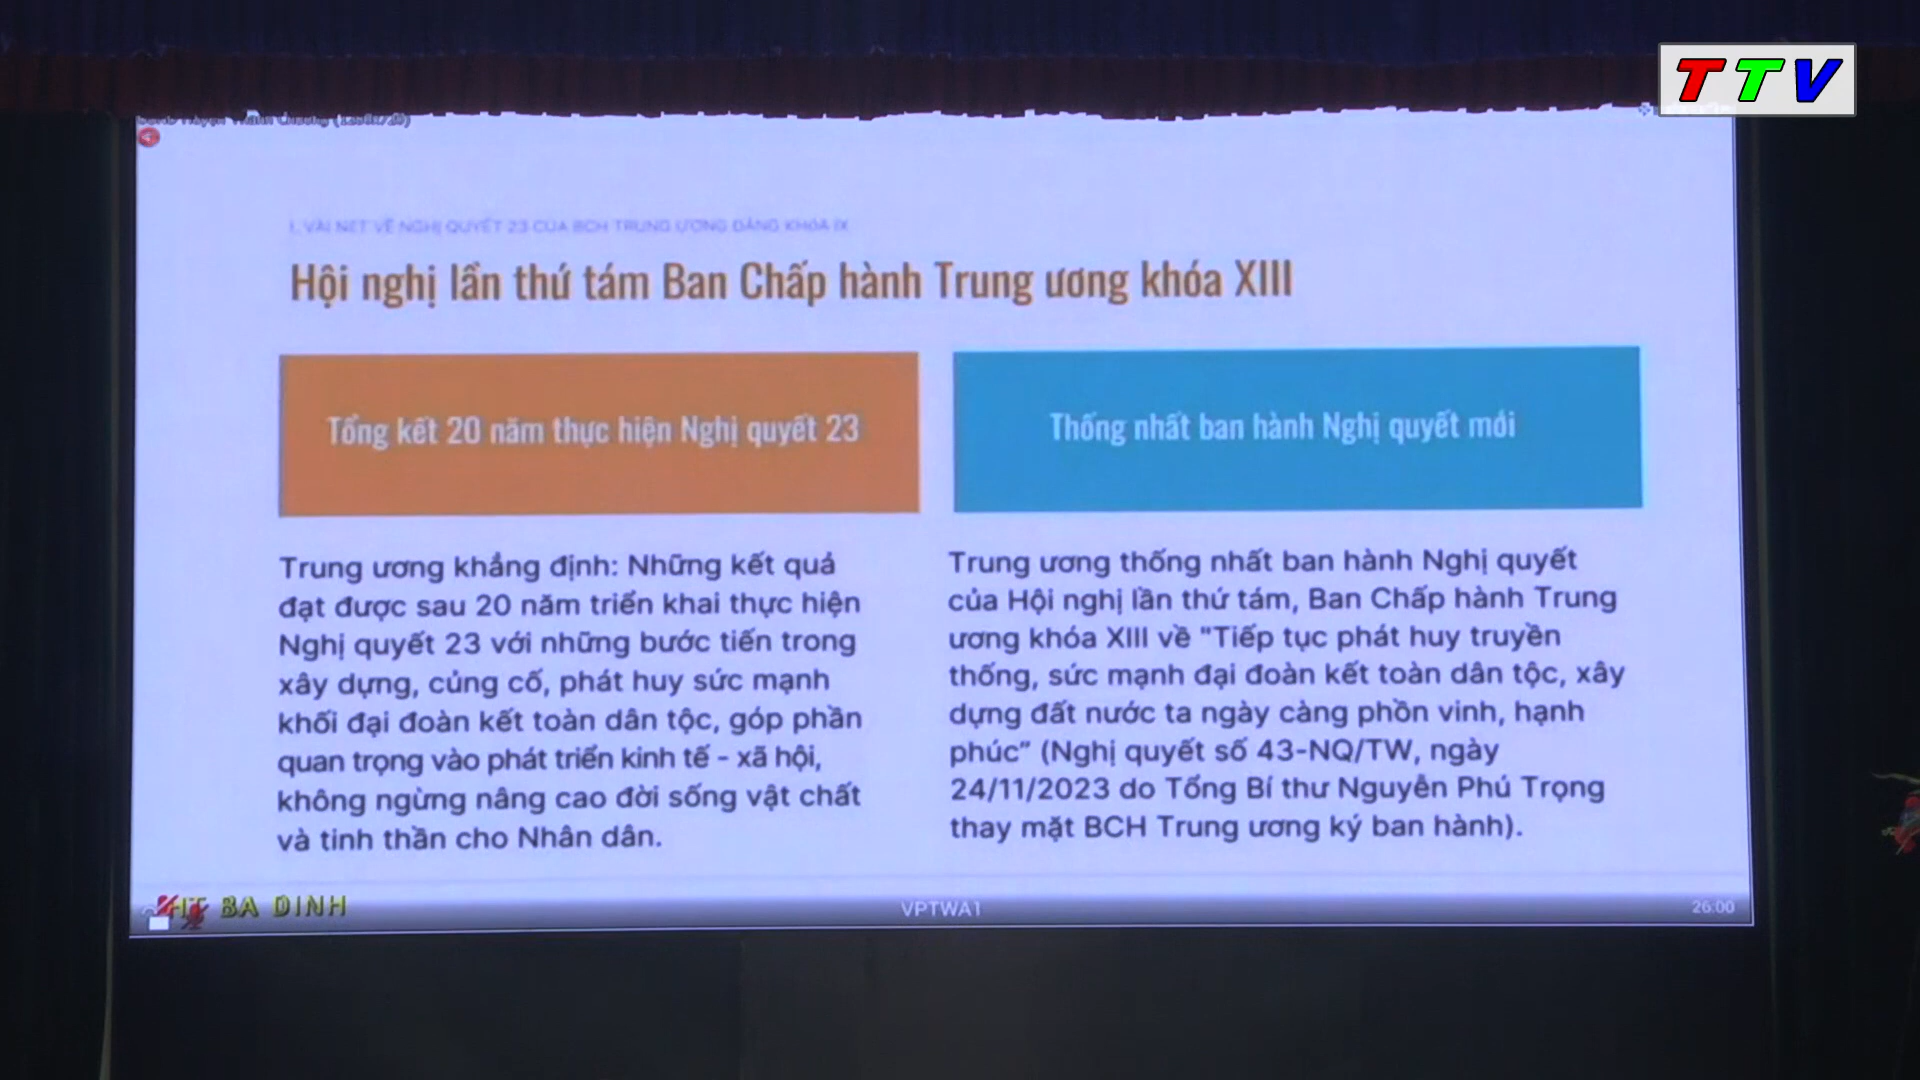 TTV
I. VÀI NÉT VỀ NGHỊ QUYẾT 23 CỦA BCH TRUNG ƯƠNG ĐẢNG KHÓA IX
Hội nghị lần thứ tám Ban Chấp hành Trung ương khóa XIII
Tổng kết 20 năm thực hiện Nghị quyết 23
Trung ương khẳng định: Những kết quả
đạt được sau 20 năm triển khai thực hiện
Nghị quyết 23 với những bước tiến trong
xây dựng, củng cố, phát huy sức mạnh
khối đại đoàn kết toàn dân tộc, góp phần
quan trọng vào phát triển kinh tế - xã hội,
không ngừng nâng cao đời sống vật chất
và tinh thần cho Nhân dân.
Thống nhất ban hành Nghị quyết mới
Trung ương thống nhất ban hành Nghị quyết
của Hội nghị lần thứ tám, Ban Chấp hành Trung
ương khóa XIII về "Tiếp tục phát huy truyền
thống, sức mạnh đại đoàn kết toàn dân tộc, xây
dựng đất nước ta ngày càng phồn vinh, hạnh
phúc" (Nghị quyết số 43-NQ/TW, ngày
24/11/2023 do Tổng Bí thư Nguyễn Phú Trọng
thay mặt BCH Trung ương ký ban hành).
BA DINH
VPTWA1
26:00